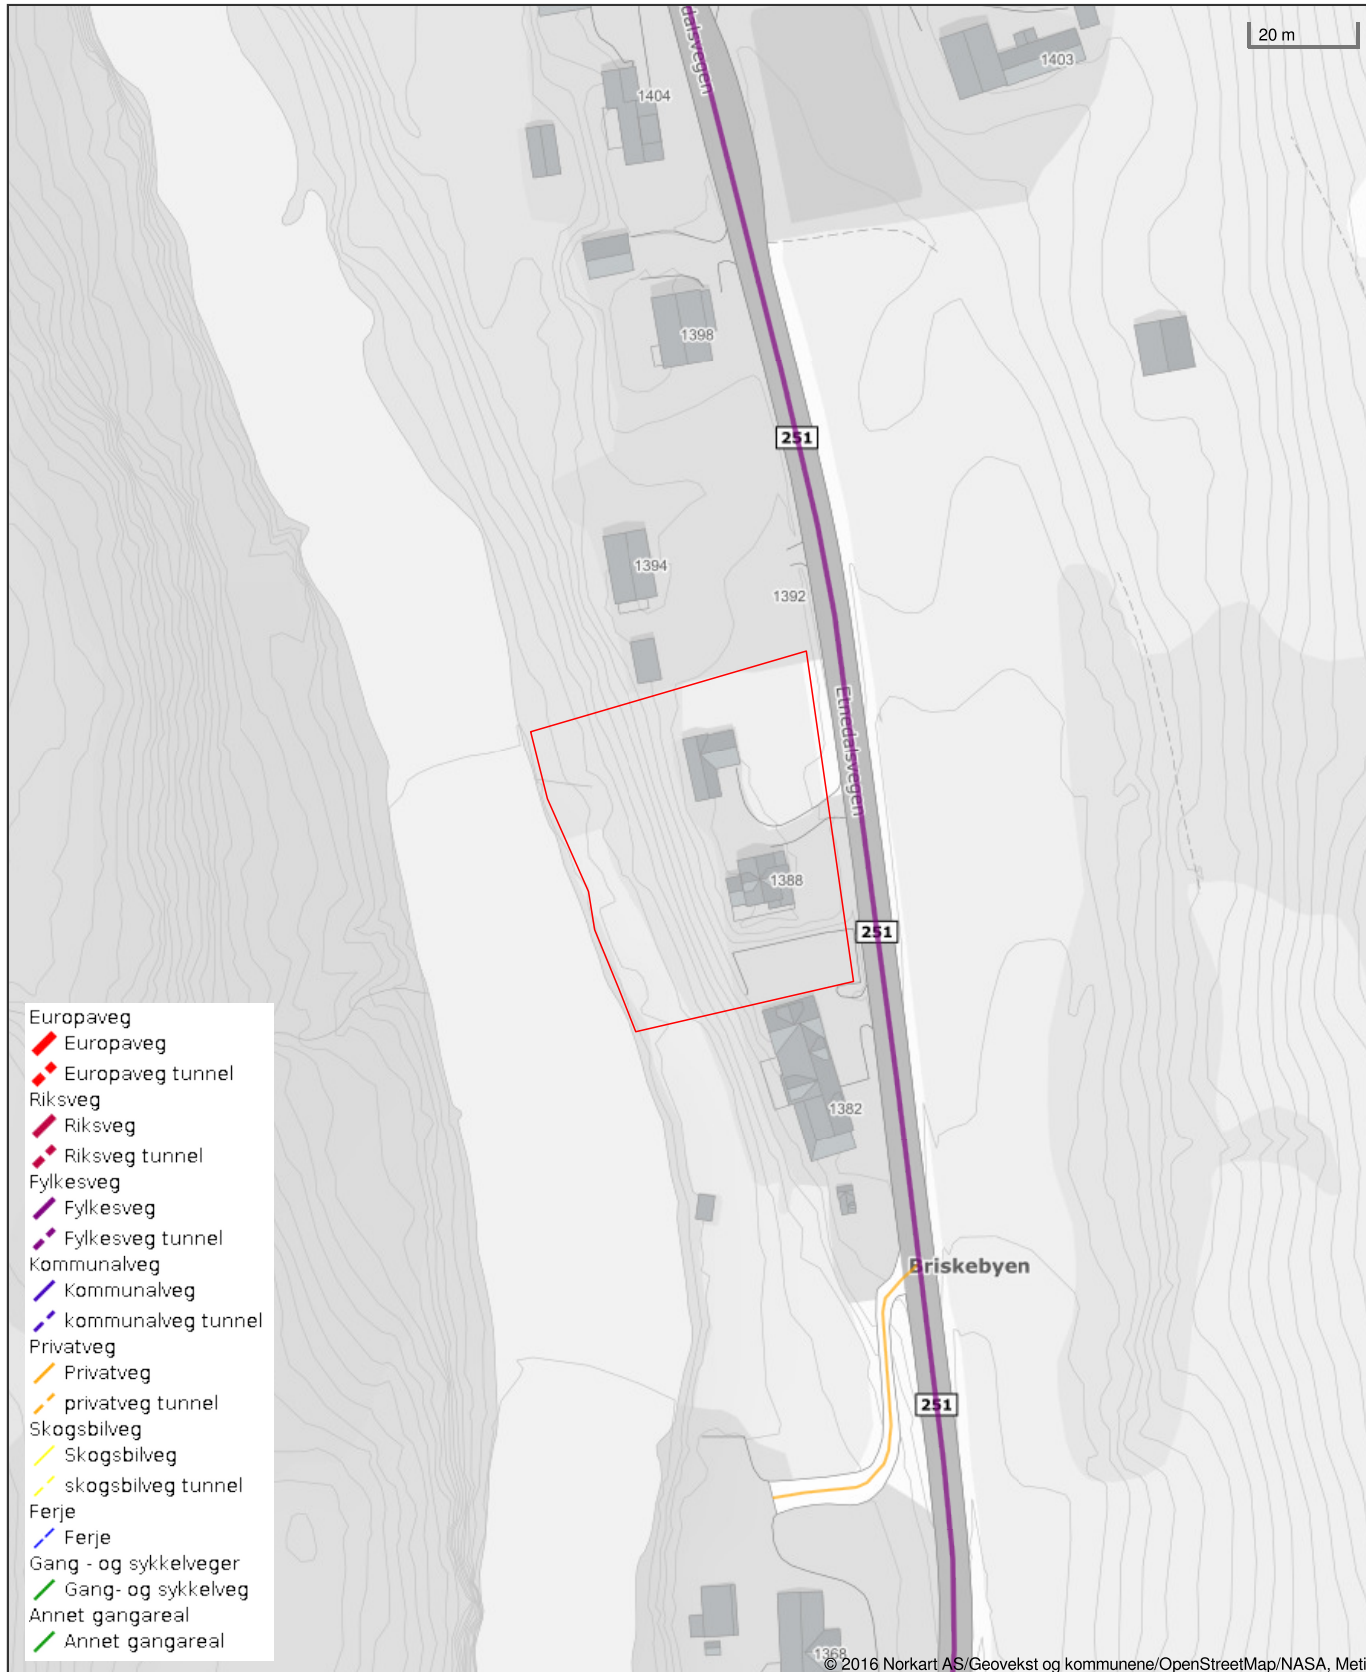 dalsvegen
20 m
1403
1404
1398
251
1394
1392
Etnedalsvegen
1388
251
1382
Briskebyen
251
1368
Europaveg
Europaveg
Europaveg tunnel
Riksveg
Riksveg
Riksveg tunnel
Fylkesveg
Fylkesveg
Fylkesveg tunnel
Kommunalveg
Kommunalveg
kommunalveg tunnel
Privatveg
Privatveg
privatveg tunnel
Skogsbilveg
Skogsbilveg
skogsbilveg tunnel
Ferje
Ferje
Gang - og sykkelveger
Gang- og sykkelveg
Annet gangareal
Annet gangareal
© 2016 Norkart AS/Geovekst og kommunene/OpenStreetMap/NASA, Meti